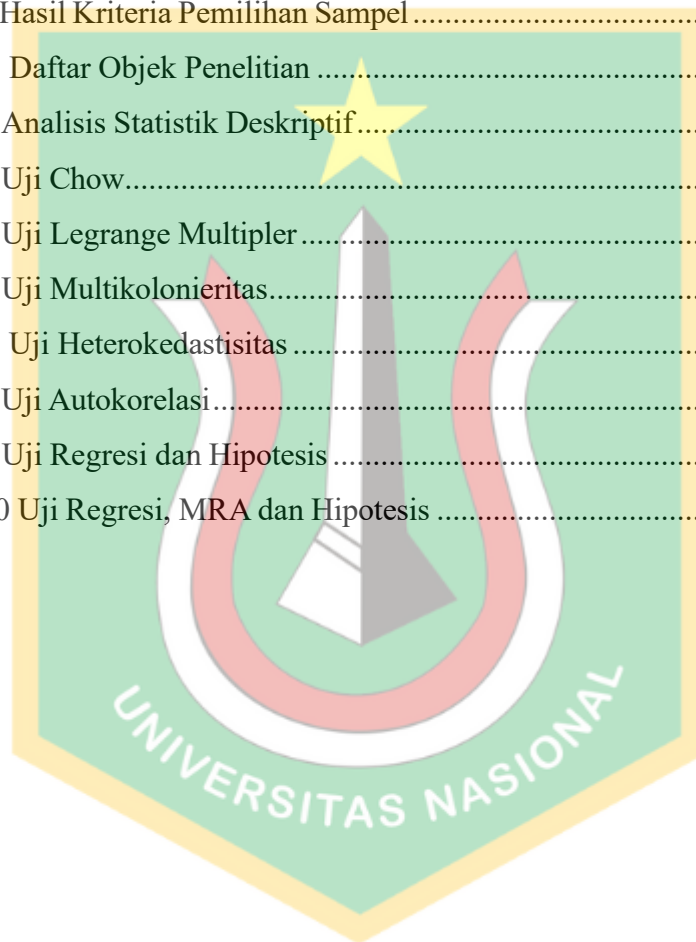 Hasil Kriteria Pemilihan Sampel ....................................
Daftar Objek Penelitian ................................................
Analisis Statistik Deskriptif ...........................................
Uji Chow........................................................................
Uji Legrange Multipler ..................................................
Uji Multikolonieritas......................................................
Uji Heterokedastisitas ...................................................
Uji Autokorelasi.............................................................
Uji Regresi dan Hipotesis ..............................................
0 Uji Regresi, MRA dan Hipotesis .................................
UNIVERSITAS NASIONAL